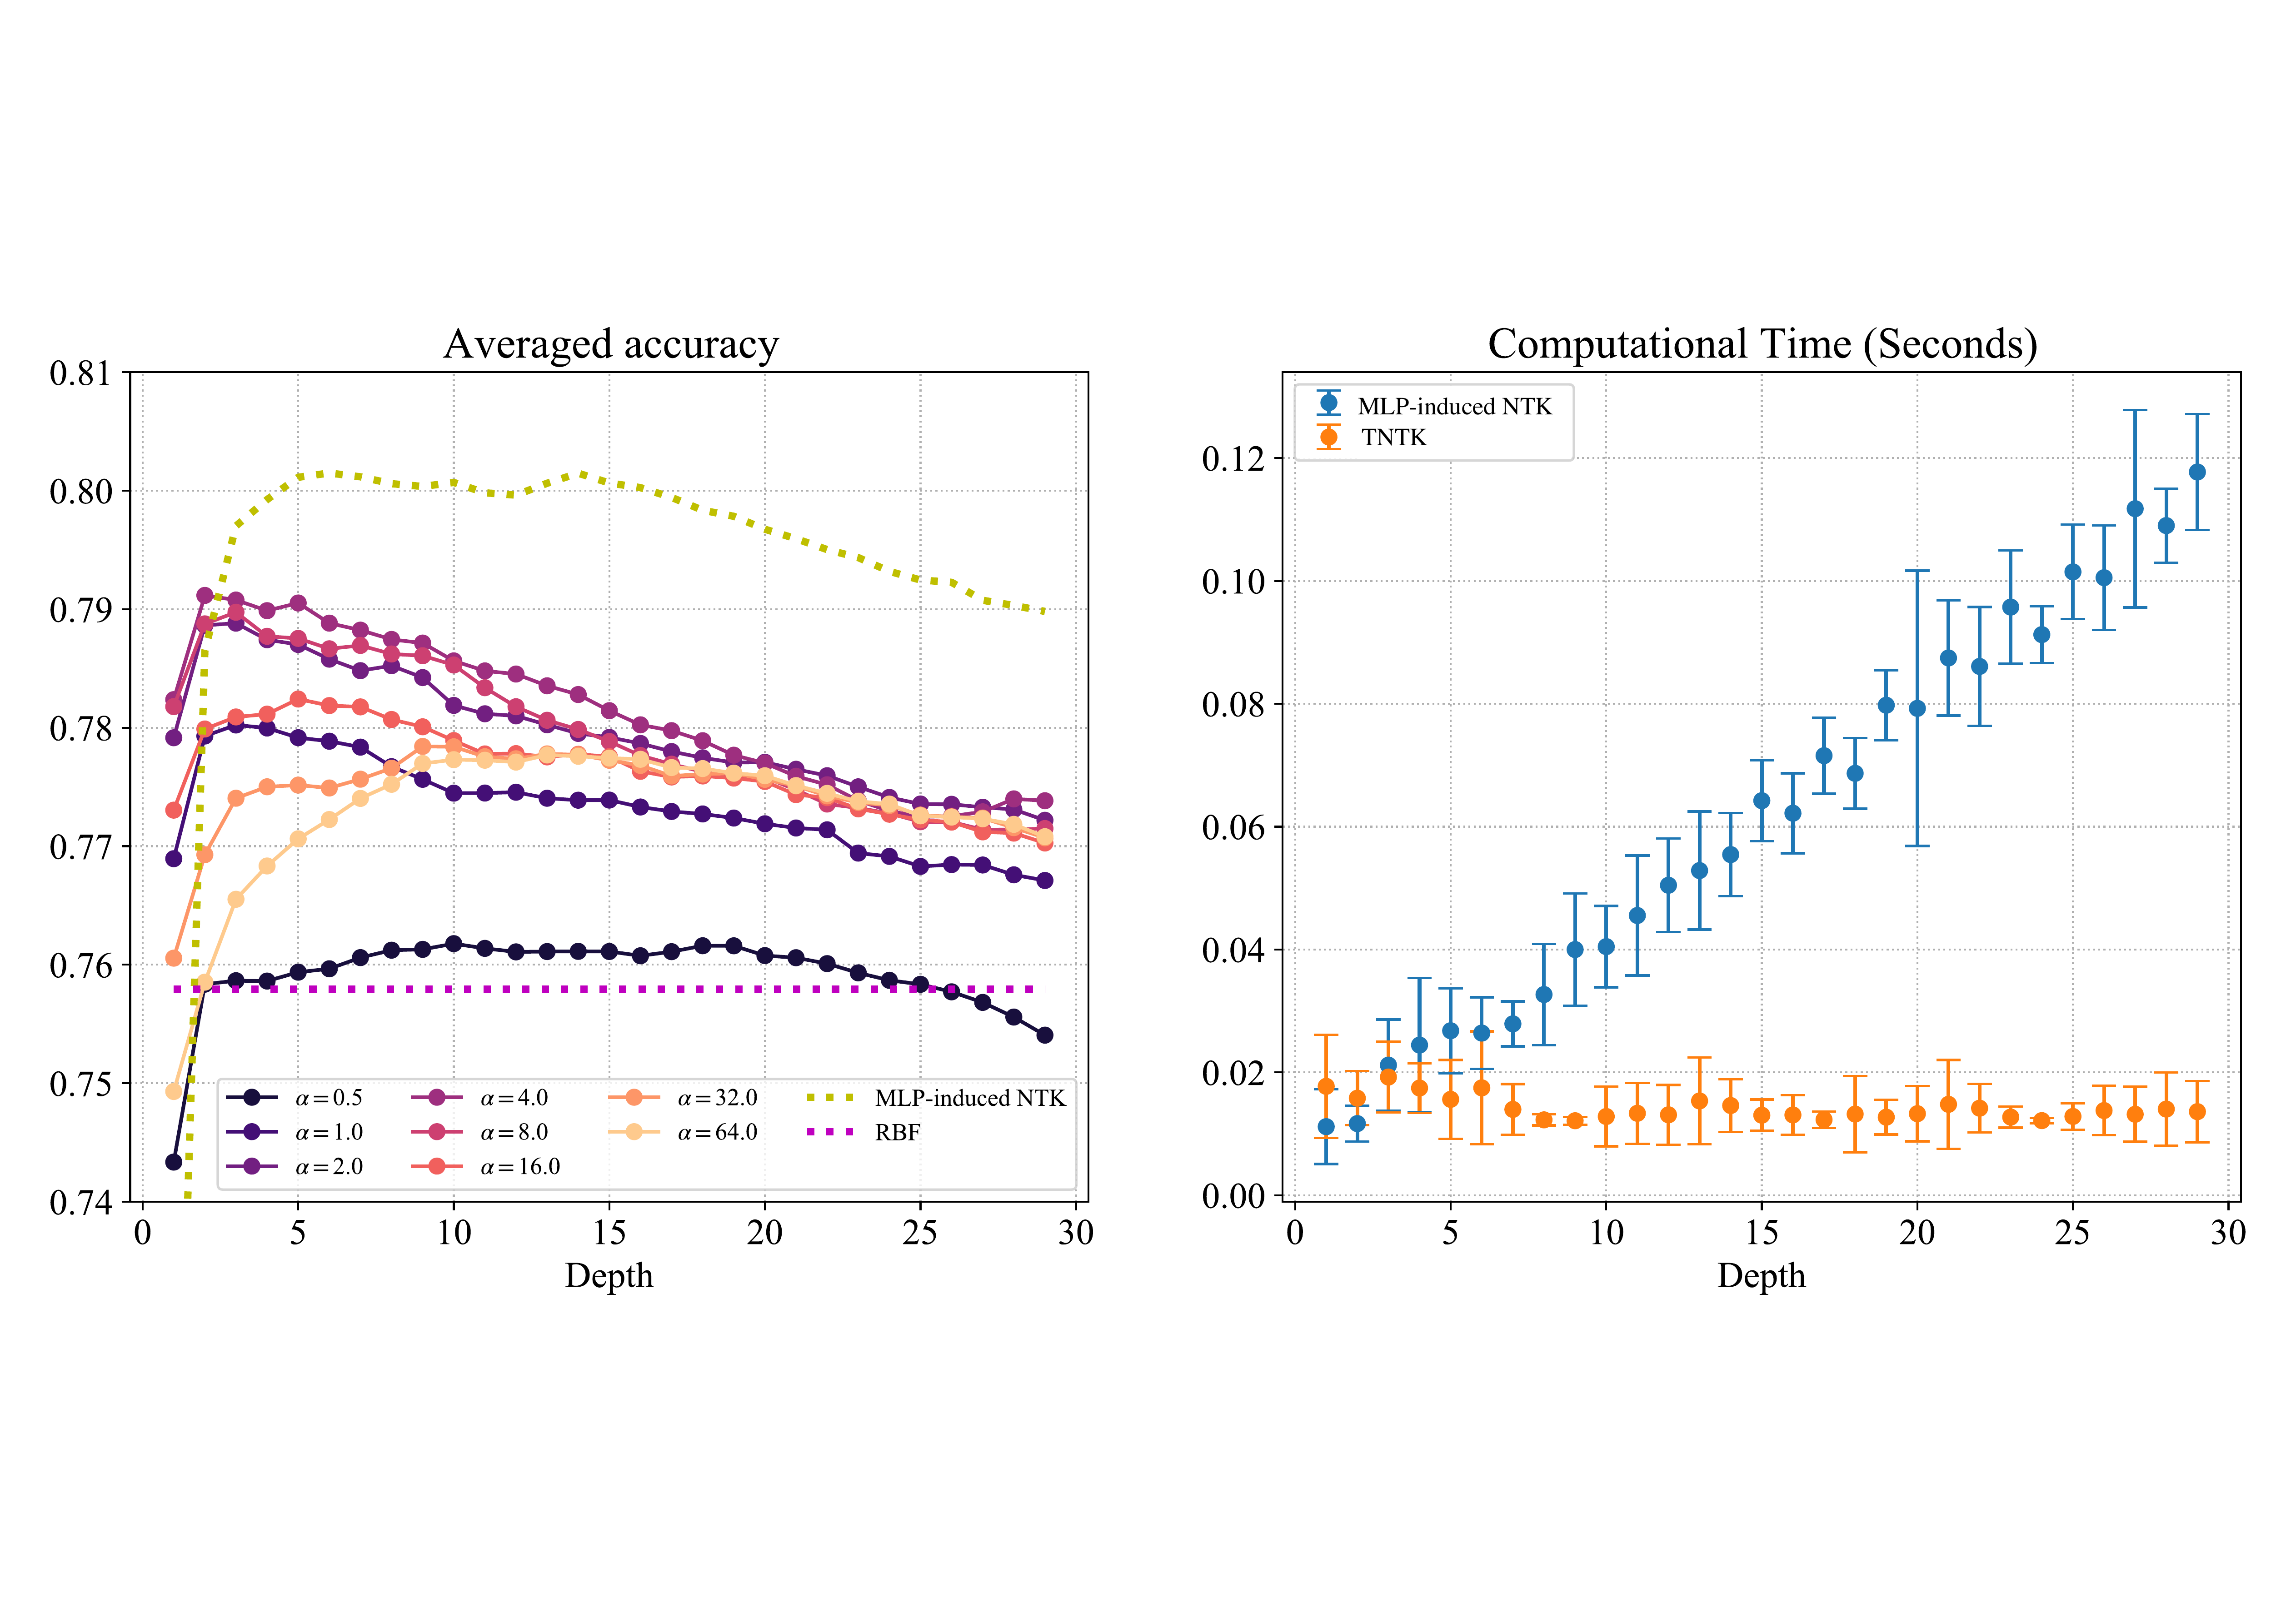 Averaged accuracy
0.81
0.80
0.79
0.78
0.77
0.76
0.75
0.74
0 5 10 15 20 25 30
Depth
α = 0.5
α = 1.0
α = 2.0
α = 4.0
α = 8.0
α = 16.0
α = 32.0
α = 64.0
MLP-induced NTK
RBF
Computational Time (Seconds)
0.12
0.10
0.08
0.06
0.04
0.02
0.00
0 5 10 15 20 25 30
Depth
MLP-induced NTK
TNTK